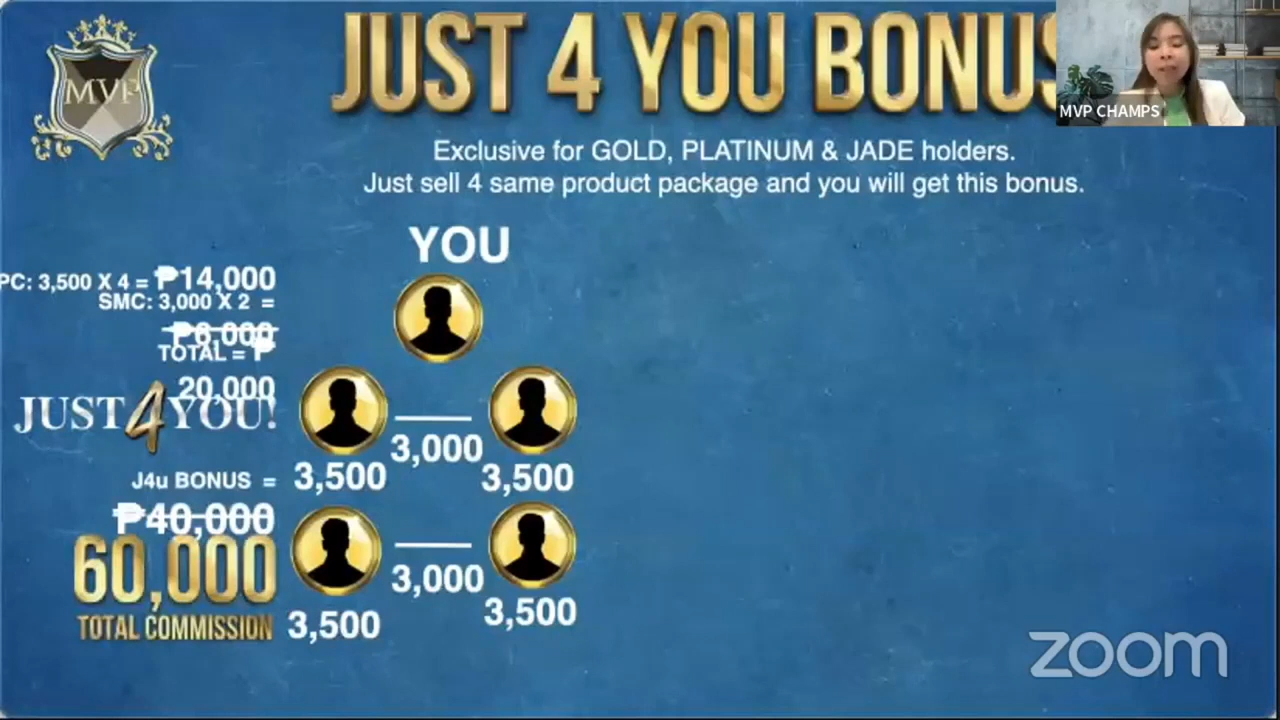 MVP
JUST 4 YOU BONUS
MVP CHAMPS
Exclusive for GOLD, PLATINUM & JADE holders.
Just sell 4 same product package and you will get this bonus.
YOU
PC: 3,500 X 4 = ₱14,000
SMC: 3,000 X 2 =
₱6,000
TOTAL = ₱
20,000
JUST 4 YOU!
3,000
3,500
3,500
J4u BONUS =
₱40,000
60,000
TOTAL COMMISSION
3,000
3,500
3,500
zoom